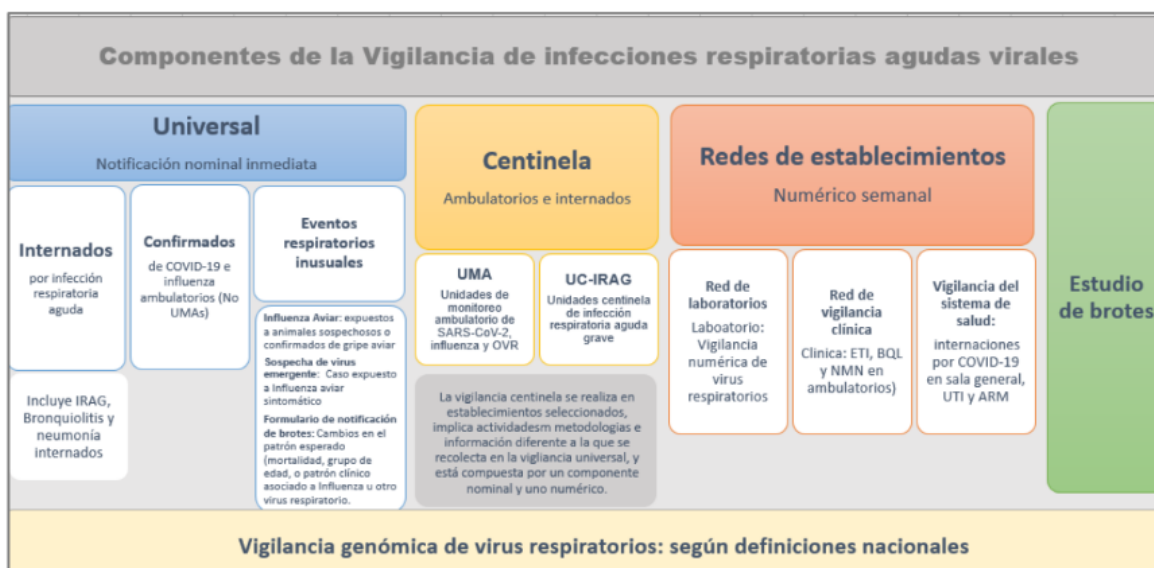 Componentes de la Vigilancia de infecciones respiratorias agudas virales
Universal
Notificación nominal inmediata
Internados
por infección
respiratoria
aguda
Incluye IRAG,
Bronquiolitis y
neumonía
internados
Confirmados
de COVID-19 e
influenza
ambulatorios (No
UMAs)
Eventos
respiratorios
inusuales
Influenza Aviar: expuestos
a animales sospechosos o
confirmados de gripe aviar
Sospecha de virus
emergente: Caso expuesto
a Influenza aviar
sintomático
Formulario de notificación
de brotes: Cambios en el
patrón esperado
(mortalidad, grupo de
edad, o patrón clínico
asociado a Influenza u otro
virus respiratorio.
Centinela
Ambulatorios e internados
UMA
Unidades de
monitoreo
ambulatorio de
SARS-CoV-2,
influenza y OVR
UC-IRAG
Unidades centinela
de infección
respiratoria aguda
grave
La vigilancia centinela se realiza en
establecimientos seleccionados,
implica actividadesm metodologias e
información diferente a la que se
recolecta en la vigliancia universal, y
está compuesta por un componente
nominal y uno numérico.
Redes de establecimientos
Numérico semanal
Red de
laboratorios
Laboatorio:
Vigilancia
numérica de
virus
respiratorios
Red de
vigilancia
clínica
Clinica: ETI, BQL
y NMN en
ambulatorios)
Vigilancia del
sistema de
salud:
internaciones
por COVID-19
en sala general,
UTI y ARM
Estudio
de brotes
Vigilancia genómica de virus respiratorios: según definiciones nacionales